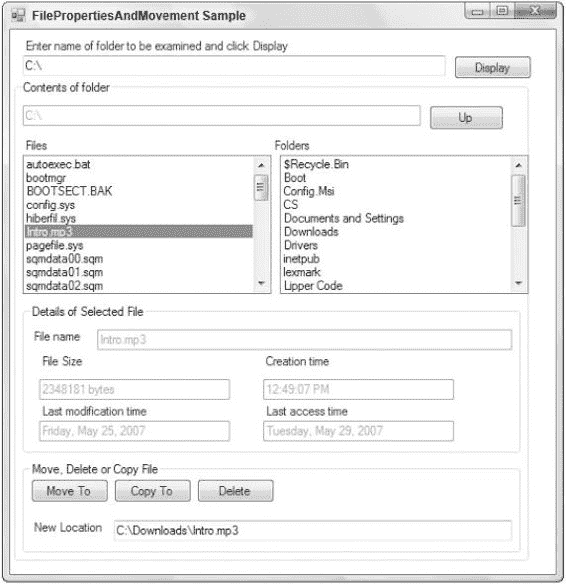 FilePropertiesAndMovement Sample
Enter name of folder to be examined and click Display
C:\
Display
Contents of folder
C:\
Up
Files
autoexec.bat
bootmgr
BOOTSECT.BAK
config.sys
hiberfil.sys
Intro.mp3
pagefile.sys
sqmdata00.sqm
sqmdata01.sqm
sqmdata02.sqm
Folders
$Recycle.Bin
Boot
Config.Msi
CS
Documents and Settings
Downloads
Drivers
inetpub
lexmark
Lipper Code
Details of Selected File
File name
Intro.mp3
File Size
Creation time
2348181 bytes
12:49:07 PM
Last modification time
Last access time
Friday, May 25, 2007
Tuesday, May 29, 2007
Move, Delete or Copy File
Move To
Copy To
Delete
New Location
C:\Downloads\Intro.mp3